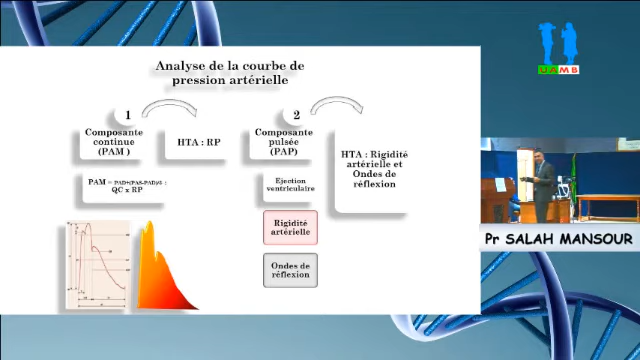 Analyse de la courbe de
pression artérielle
1
Composante
continue
(PAM )
HTA : RP
2
Composante
pulsée
(PAP)
HTA : Rigidité
artérielle et
Ondes de
réflexion
PAM = PAD+(PAS-PAD)/3 :
QC x RP
Ejection
ventriculaire
Rigidité
artérielle
Ondes de
réflexion
UAMB
Pr SALAH MANSOUR